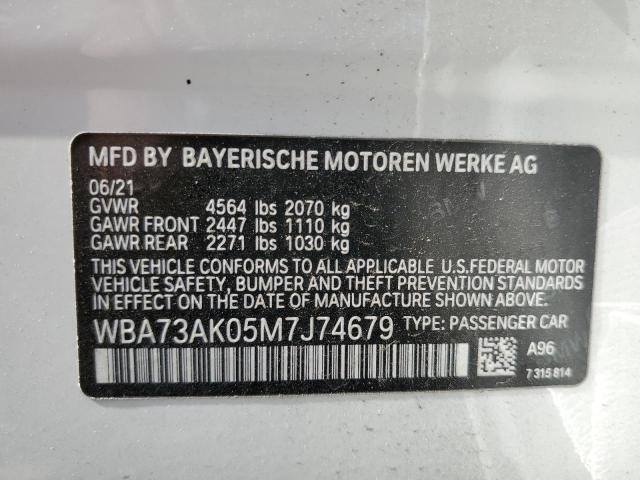 MFD BY BAYERISCHE MOTOREN WERKE AG
06/21
GVWR 4564 lbs 2070 kg
GAWR FRONT 2447 lbs 1110 kg
GAWR REAR 2271 lbs 1030 kg
THIS VEHICLE CONFORMS TO ALL APPLICABLE U.S.FEDERAL MOTOR
VEHICLE SAFETY, BUMPER AND THEFT PREVENTION STANDARDS
IN EFFECT ON THE DATE OF MANUFACTURE SHOWN ABOVE.
WBA73AK05M7J74679 TYPE: PASSENGER CAR
A96
7 315 814